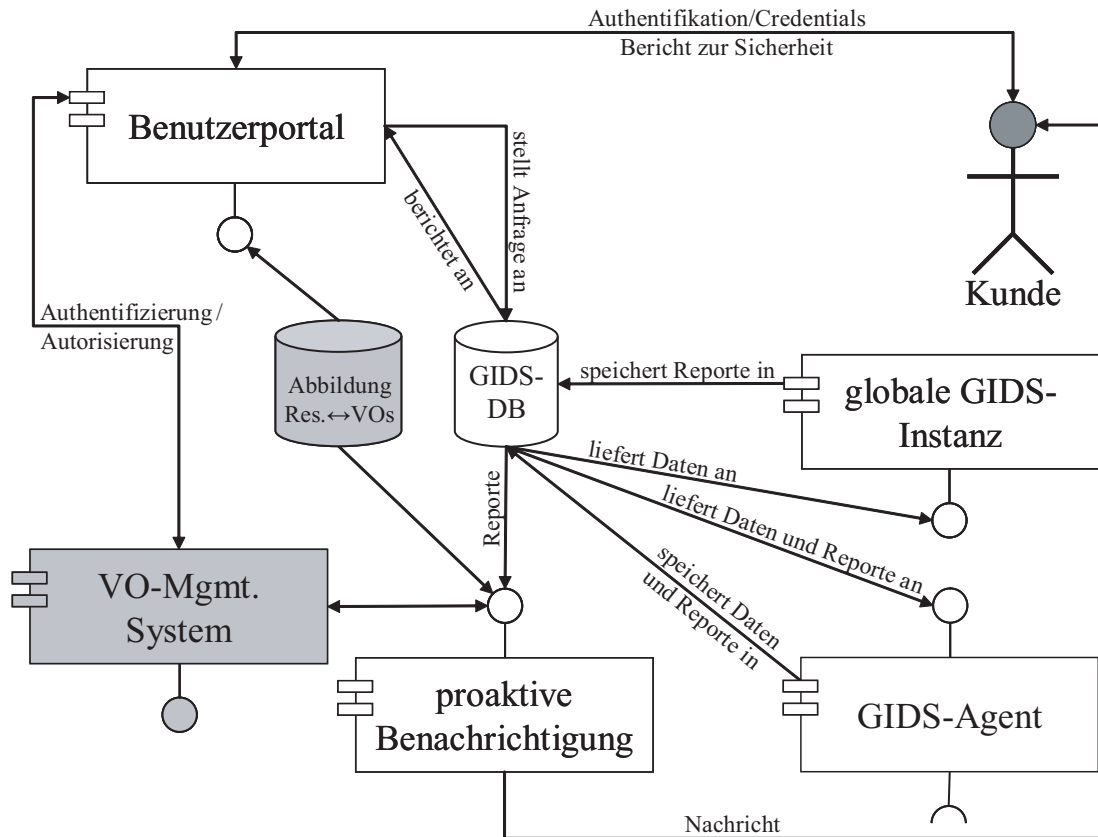 Authentifikation/Credentials
Bericht zur Sicherheit
Benutzerportal
stellt Anfrage an
berichtet an
Kunde
Authentifizierung/
Autorisierung
Abbildung
Res.↔VOs
GIDS-
DB
speichert Reporte in
globale GIDS-
Instanz
liefert Daten an
liefert Daten und Reporte an
Reporte
speichert Daten
und Reporte in
VO-Mgmt.
System
proaktive
Benachrichtigung
GIDS-Agent
Nachricht